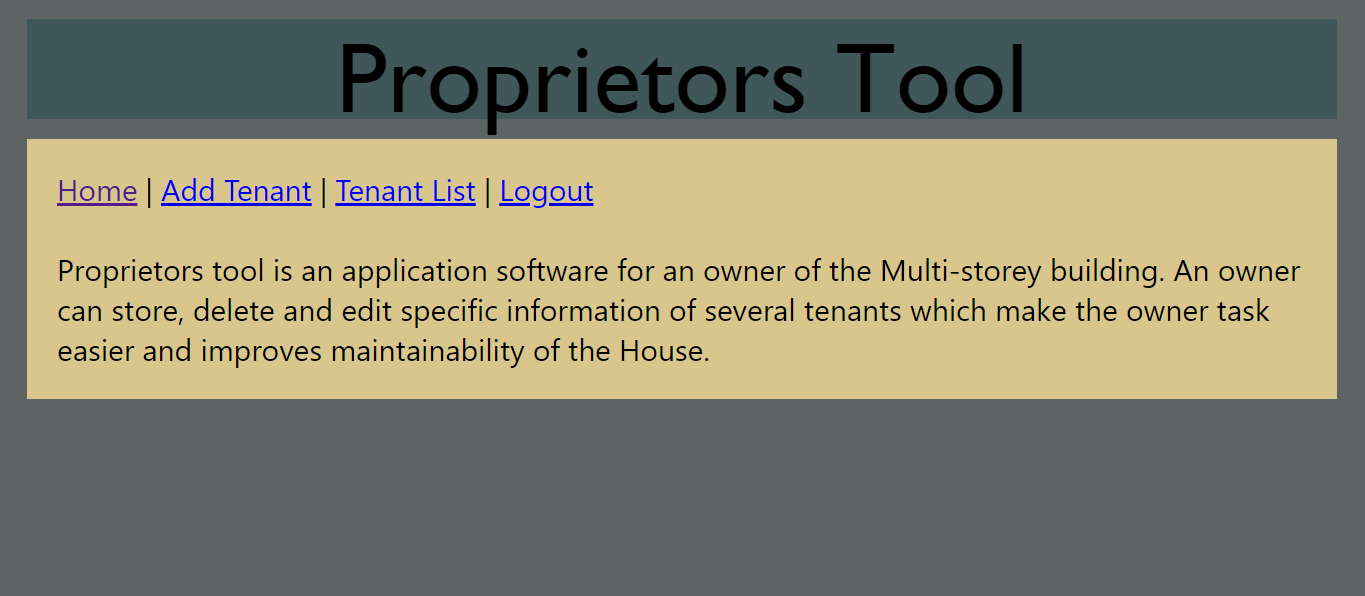 Proprietors Tool
Home | Add Tenant | Tenant List | Logout
Proprietors tool is an application software for an owner of the Multi-storey building. An owner
can store, delete and edit specific information of several tenants which make the owner task
easier and improves maintainability of the House.